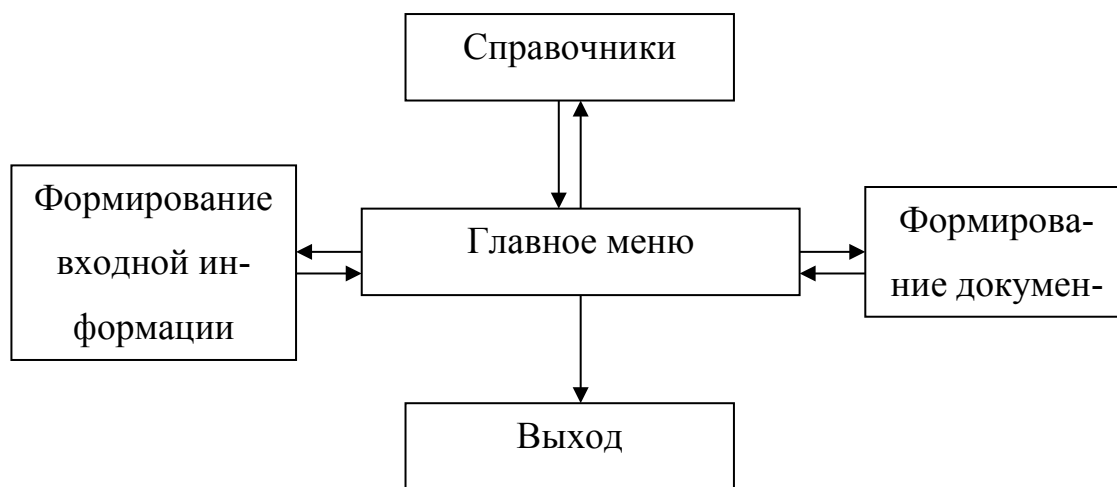 Справочники
Формирование
входной ин-
формации
Главное меню
Формирова-
ние докумен-
Выход